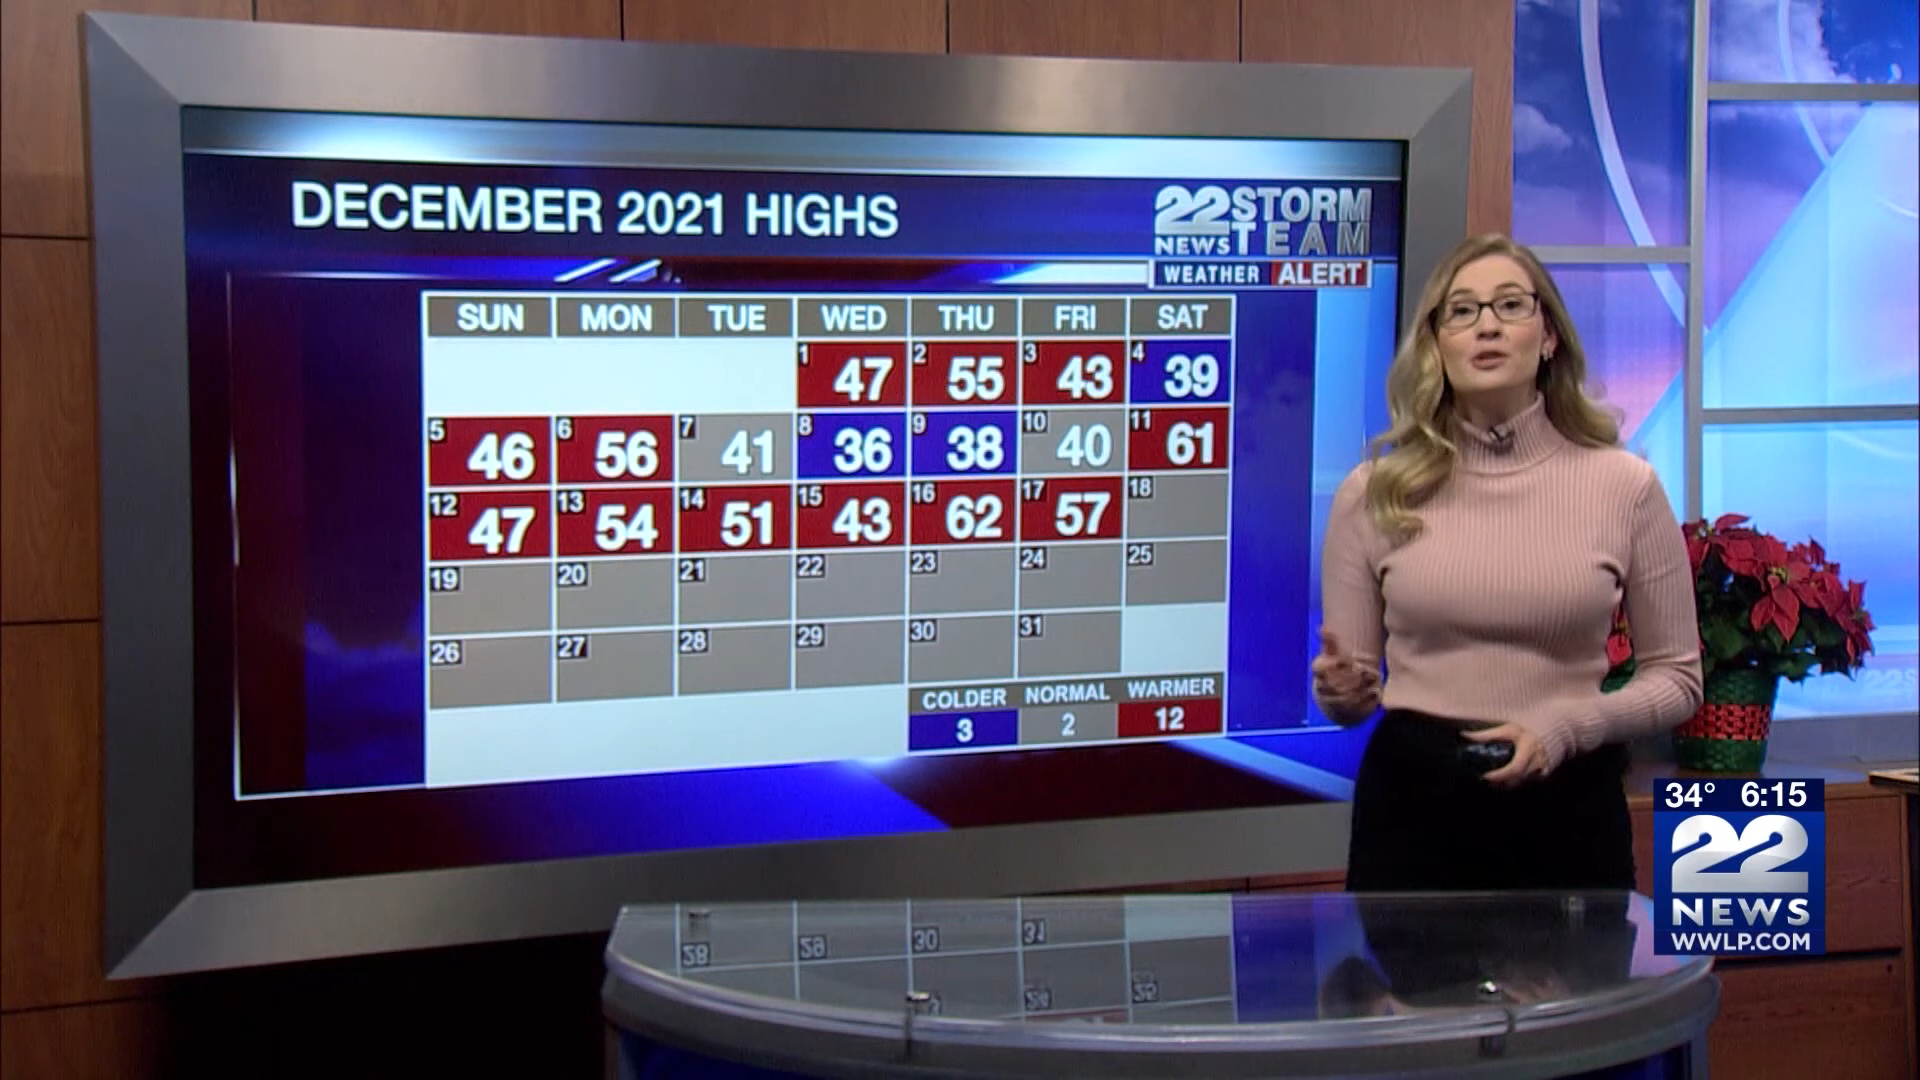 DECEMBER 2021 HIGHS
22 STORM
NEWS TEAM
WEATHER ALERT
SUN MON TUE WED THU FRI SAT
1 47 2 55 3 43 4 39
5 46 6 56 7 41 8 36 9 38 10 40 11 61
12 47 13 54 14 51 15 43 16 62 17 57 18
19 20 21 22 23 24 25
26 27 28 29 30 31
COLDER NORMAL WARMER
3 2 12
34° 6:15
22
NEWS
WWLP.COM